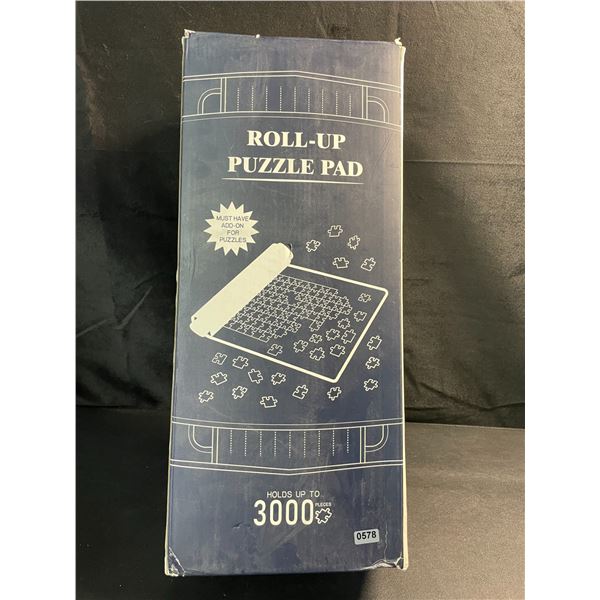 ROLL-UP
PUZZLE PAD
MUST HAVE
ADD-ON
FOR
PUZZLES
HOLDS UP TO
3000 PIECES
0578